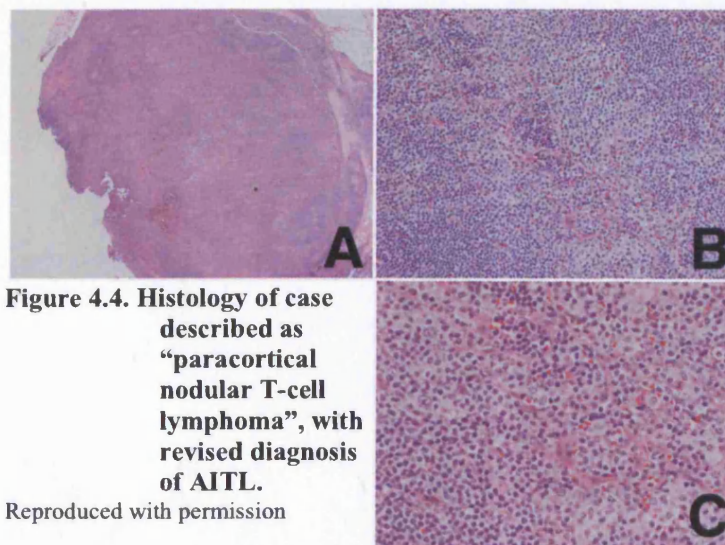 A
B
Figure 4.4. Histology of case
described as
“paracortical
nodular T-cell
lymphoma”, with
revised diagnosis
of AITL.
Reproduced with permission
C